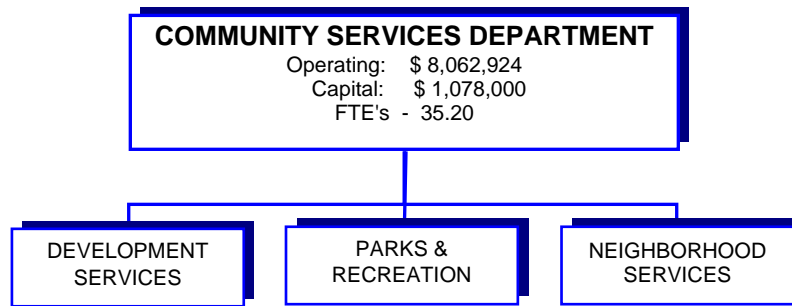 COMMUNITY SERVICES DEPARTMENT
Operating: $ 8,062,924
Capital: $ 1,078,000
FTE's - 35.20
DEVELOPMENT
SERVICES
PARKS &
RECREATION
NEIGHBORHOOD
SERVICES